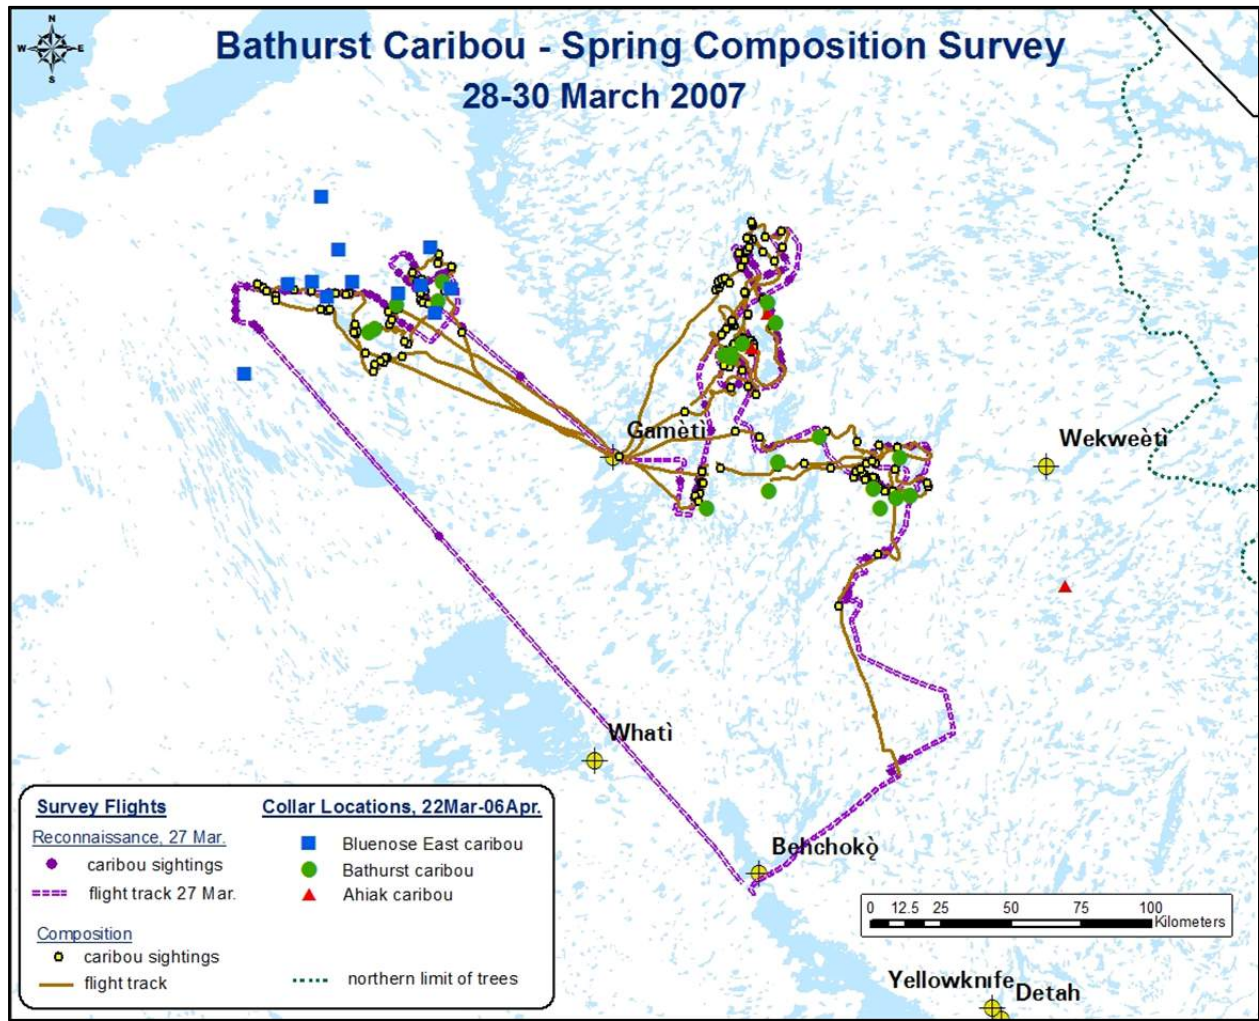 N
W E
S
Bathurst Caribou - Spring Composition Survey
28-30 March 2007
Gamètì
Wekweètì
Whatì
Behchokǫ̀
Yellowknife
Detah
Survey Flights
Reconnaissance, 27 Mar.
caribou sightings
flight track 27 Mar.
Composition
caribou sightings
flight track
Collar Locations, 22Mar-06Apr.
Bluenose East caribou
Bathurst caribou
Ahiak caribou
northern limit of trees
0 12.5 25 50 75 100
Kilometers